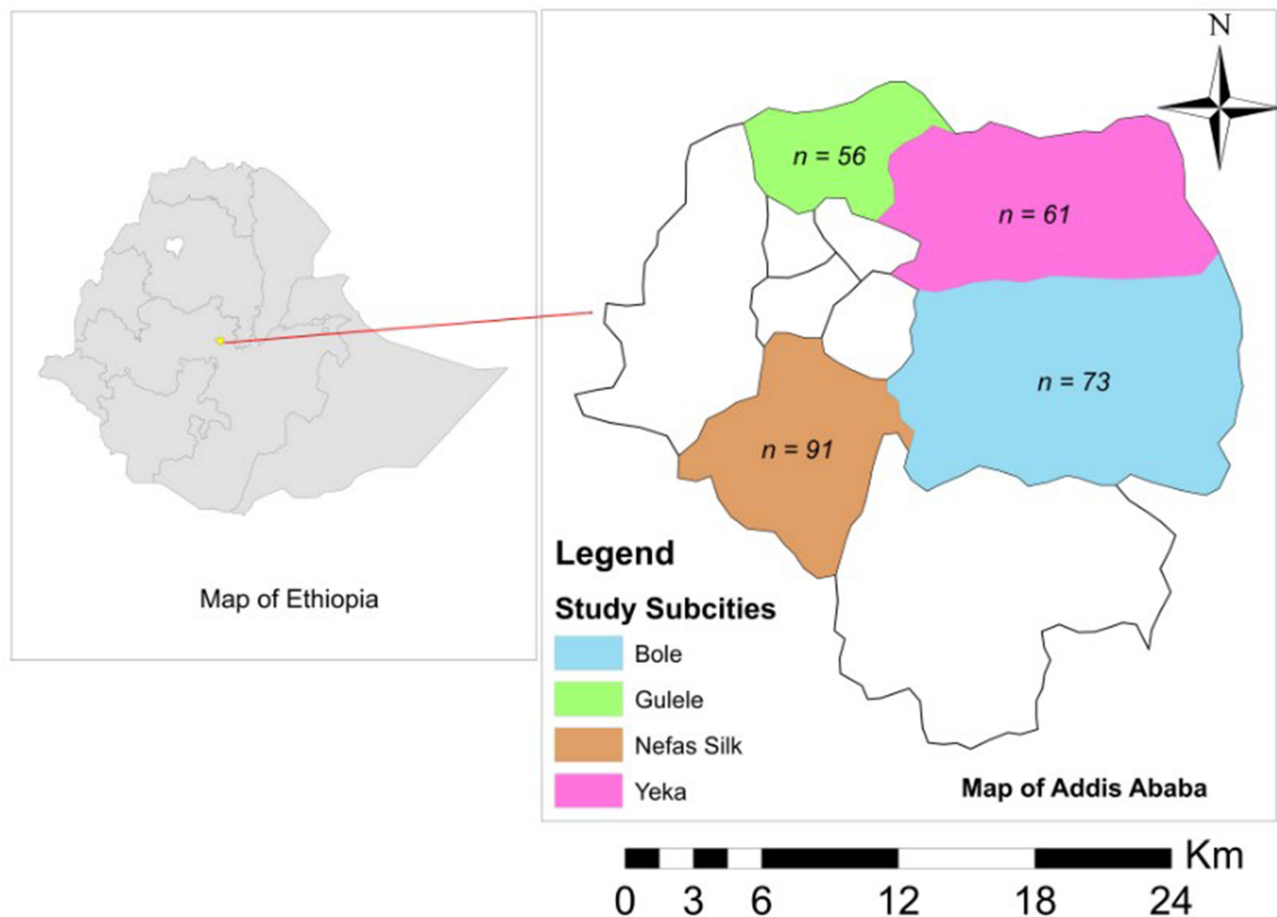 Map of Ethiopia
N
n = 56
n = 61
n = 73
n = 91
Legend
Study Subcities
Bole
Gulele
Nefas Silk
Yeka
Map of Addis Ababa
Km
0 3 6 12 18 24